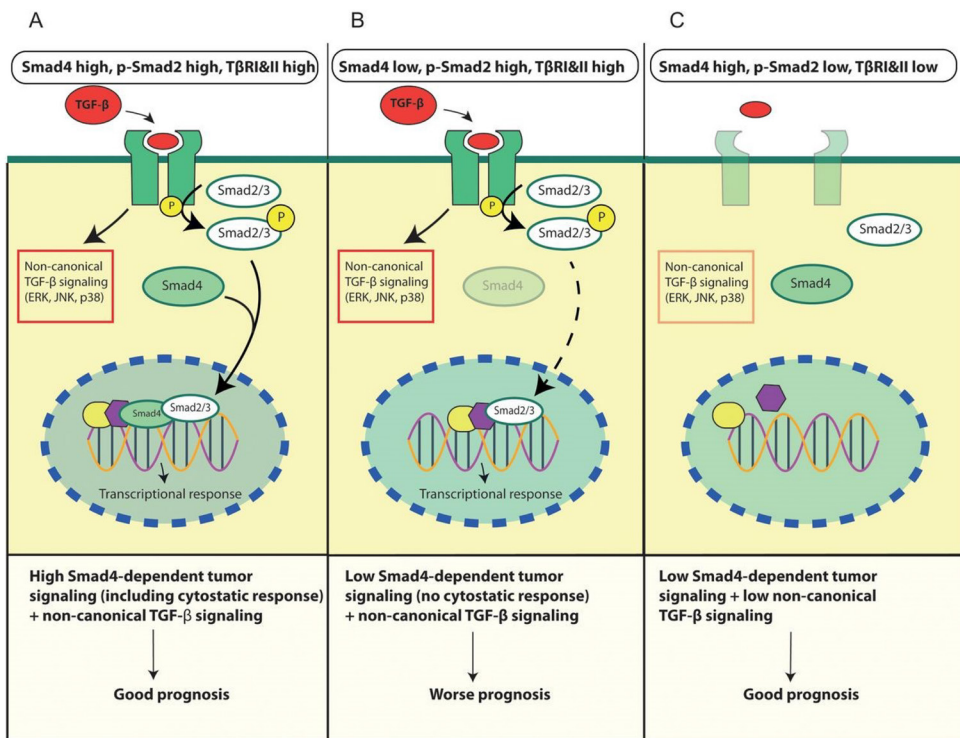 A
Smad4 high, p-Smad2 high, TβRI&II high
TGF-β
P
Smad2/3
Smad2/3
P
Non-canonical
TGF-β signaling
(ERK, JNK, p38)
Smad4
Smad4
Smad2/3
Transcriptional response
High Smad4-dependent tumor
signaling (including cytostatic response)
+ non-canonical TGF-β signaling
Good prognosis
B
Smad4 low, p-Smad2 high, TβRI&II high
TGF-β
P
Smad2/3
Smad2/3
P
Non-canonical
TGF-β signaling
(ERK, JNK, p38)
Smad4
Smad2/3
Transcriptional response
Low Smad4-dependent tumor
signaling (no cytostatic response)
+ non-canonical TGF-β signaling
Worse prognosis
C
Smad4 high, p-Smad2 low, TβRI&II low
Smad2/3
Non-canonical
TGF-β signaling
(ERK, JNK, p38)
Smad4
Low Smad4-dependent tumor
signaling + low non-canonical
TGF-β signaling
Good prognosis